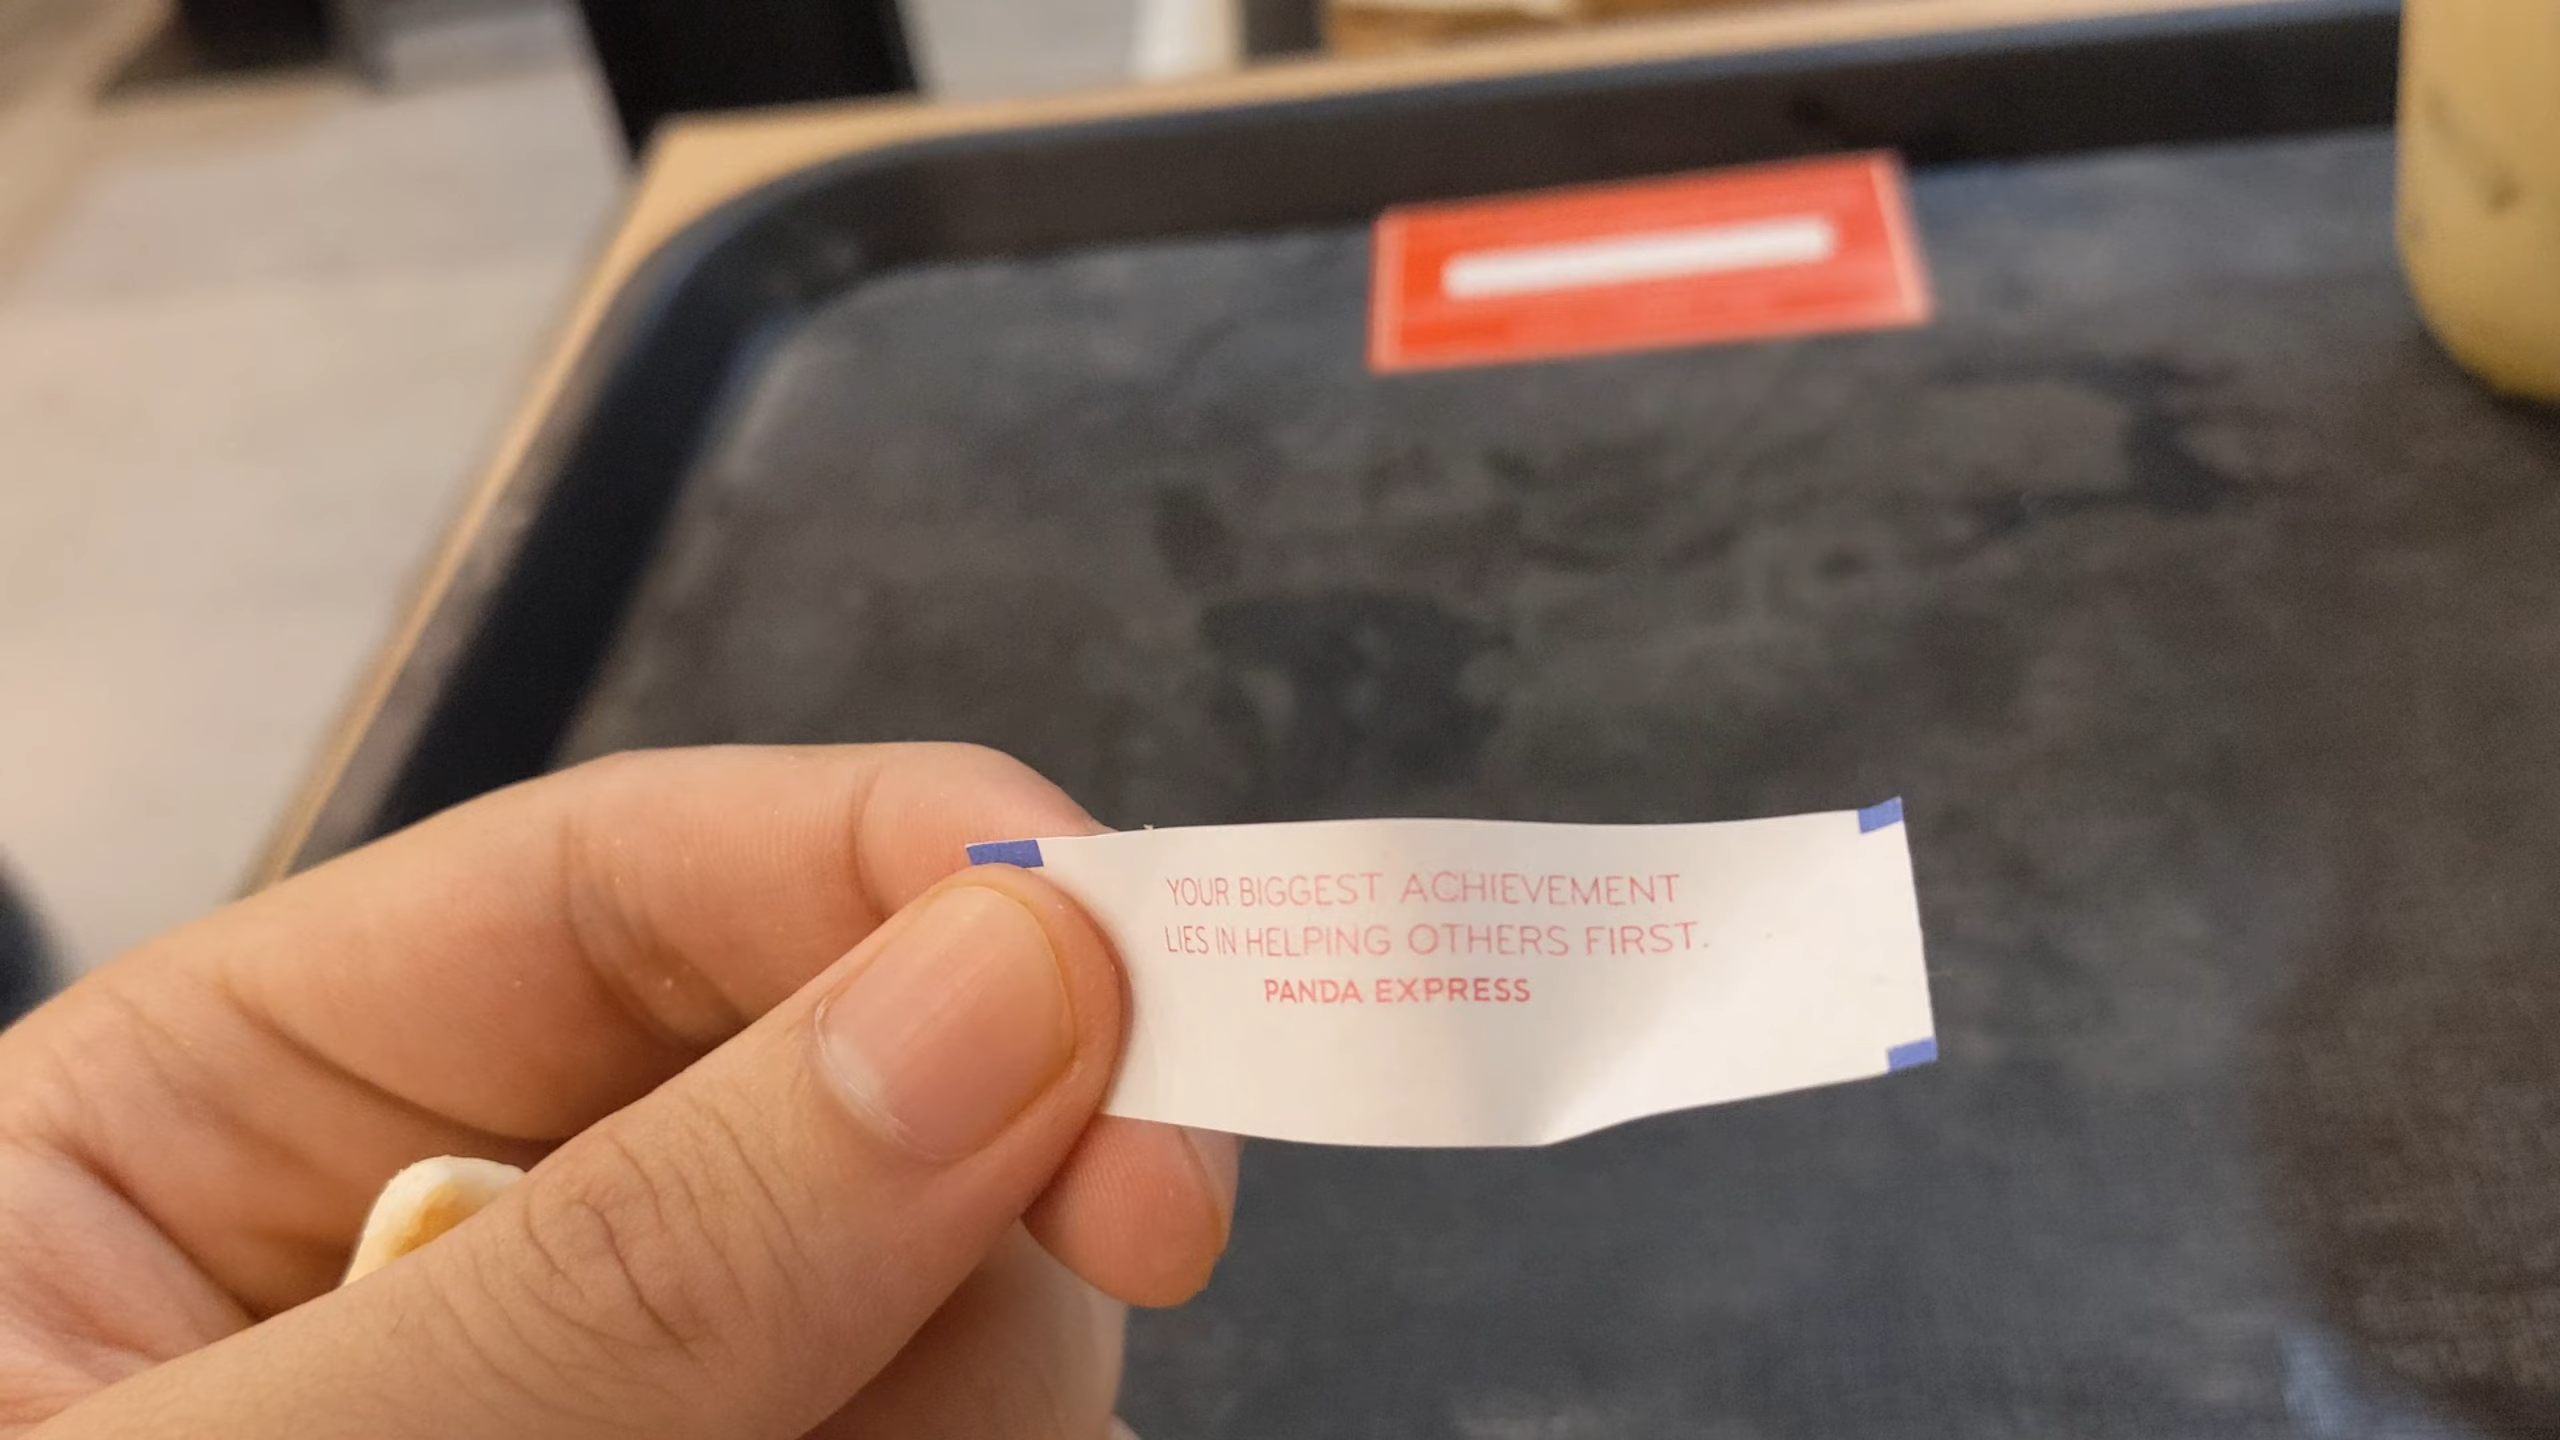 YOUR BIGGEST ACHIEVEMENT
LIES IN HELPING OTHERS FIRST.
PANDA EXPRESS